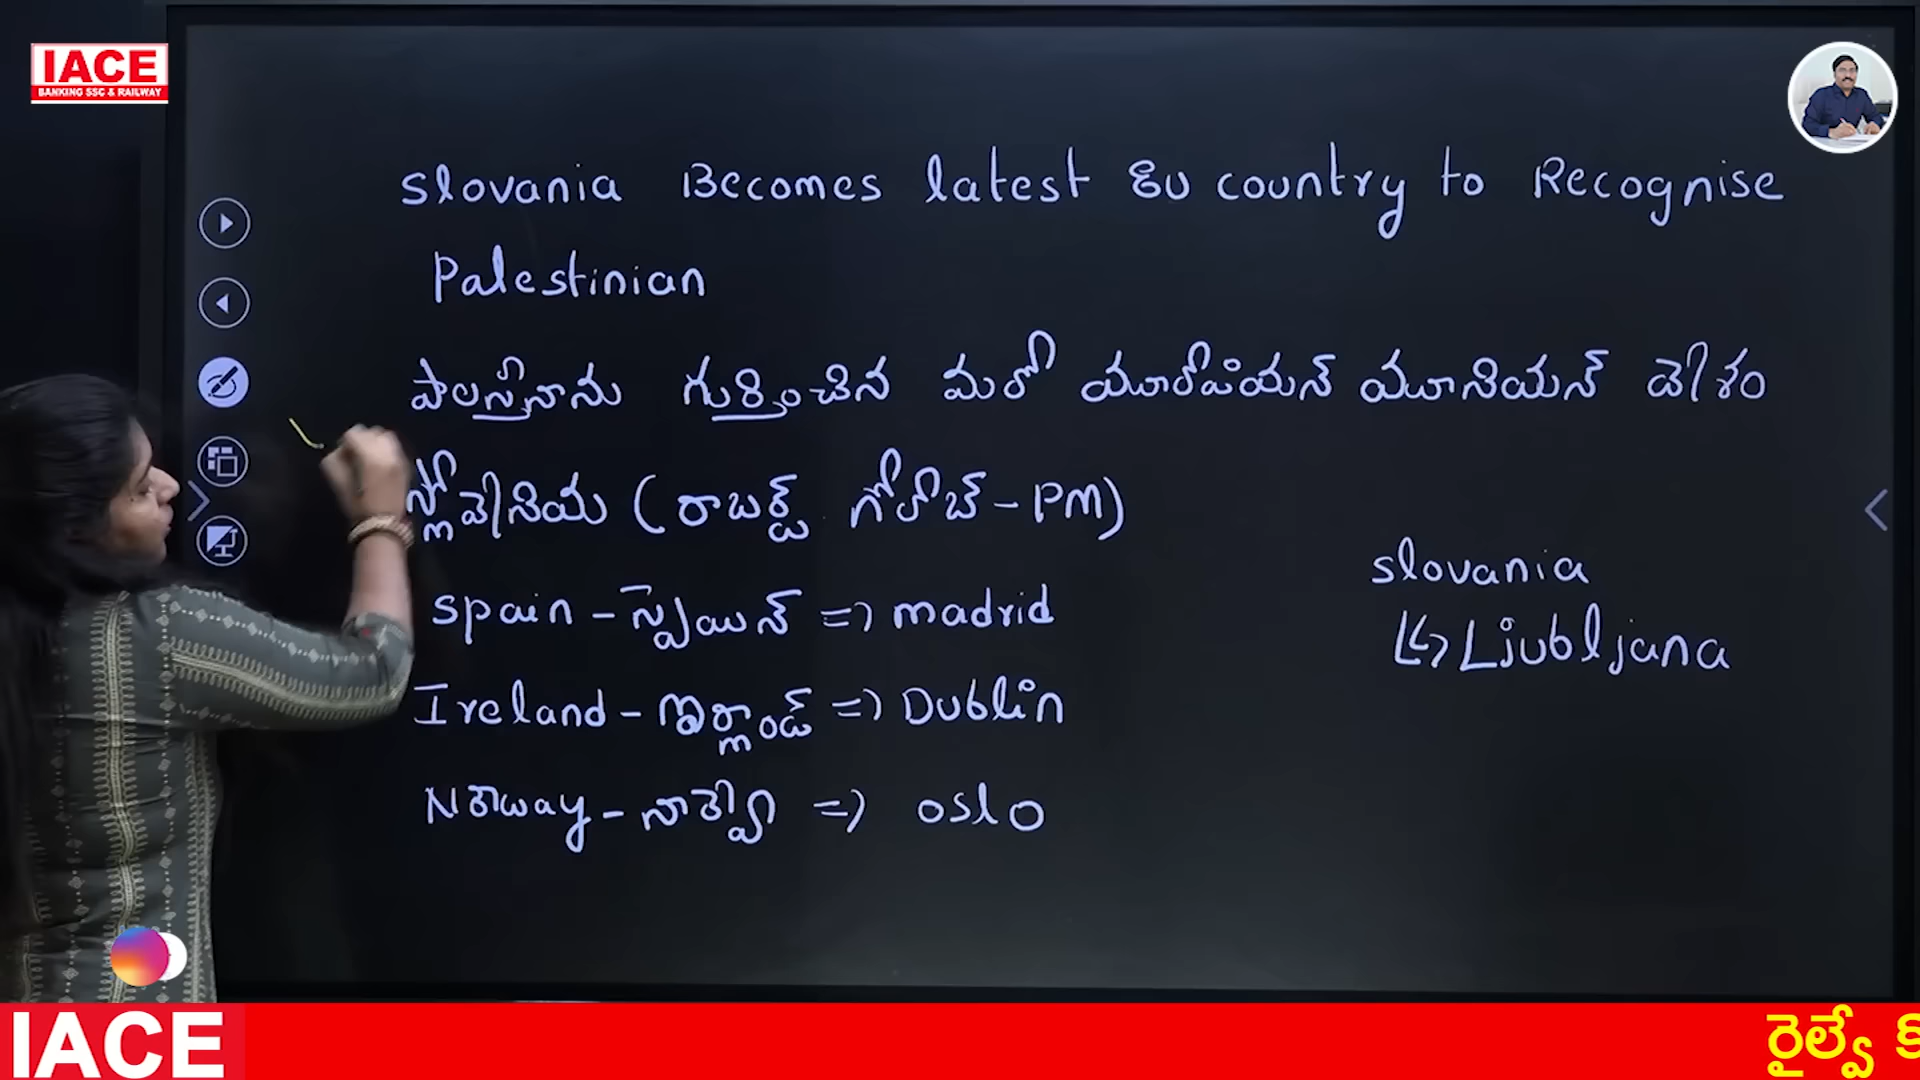 IACE
BANKING SSC & RAILWAY
Slovania Becomes latest EU country to Recognise
Palestinian
పాలస్తీనాను గుర్తించిన మరో యూరోపియన్ యూనియన్ దేశం
స్లోవేనియా (రాబర్ట్ గోలోబ్ - PM)
Spain - స్పెయిన్ => madrid
Ireland - ఐర్లాండ్ => Dublin
Norway - నార్వే => oslo
slovania
↳ Ljubljana
IACE
రైల్వే